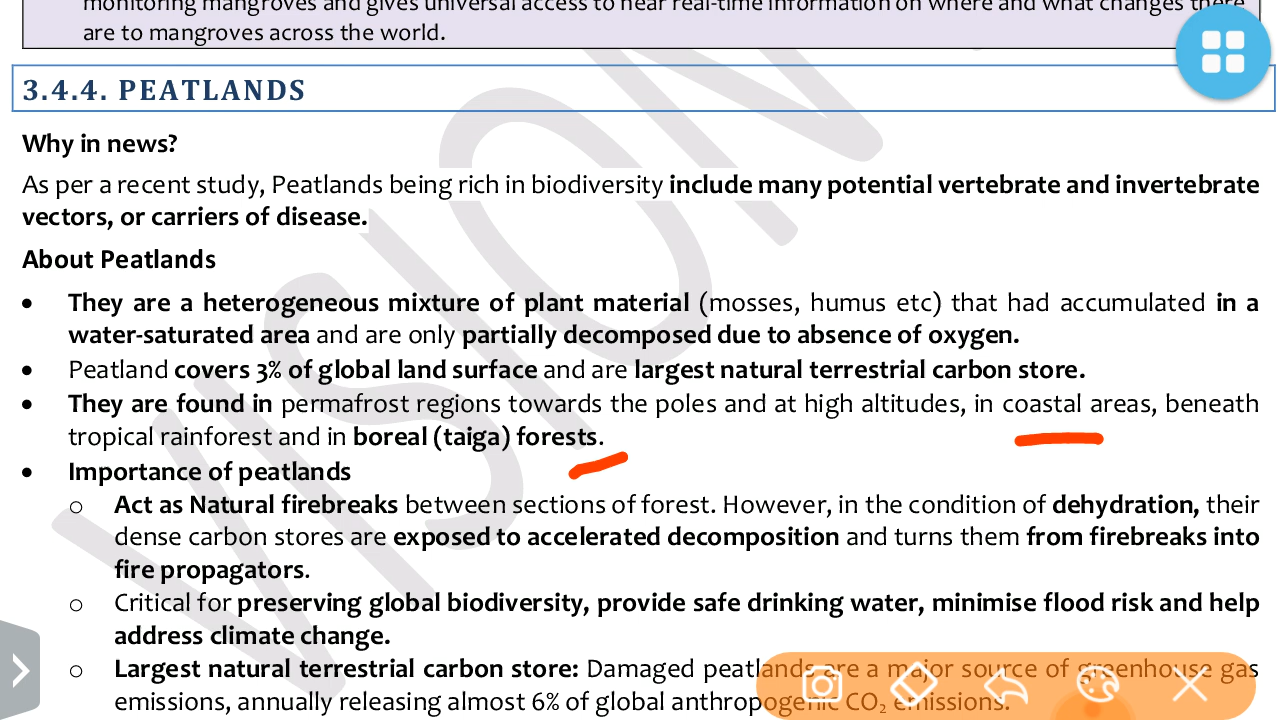 monitoring mangroves and gives universal access to near real-time information on where and what changes there
are to mangroves across the world.
3.4.4. PEATLANDS
Why in news?
As per a recent study, Peatlands being rich in biodiversity include many potential vertebrate and invertebrate
vectors, or carriers of disease.
About Peatlands
• They are a heterogeneous mixture of plant material (mosses, humus etc) that had accumulated in a
water-saturated area and are only partially decomposed due to absence of oxygen.
• Peatland covers 3% of global land surface and are largest natural terrestrial carbon store.
• They are found in permafrost regions towards the poles and at high altitudes, in coastal areas, beneath
tropical rainforest and in boreal (taiga) forests.
• Importance of peatlands
o Act as Natural firebreaks between sections of forest. However, in the condition of dehydration, their
dense carbon stores are exposed to accelerated decomposition and turns them from firebreaks into
fire propagators.
o Critical for preserving global biodiversity, provide safe drinking water, minimise flood risk and help
address climate change.
o Largest natural terrestrial carbon store: Damaged peatlands are a major source of greenhouse gas
emissions, annually releasing almost 6% of global anthropogenic CO₂ emissions.
VISION